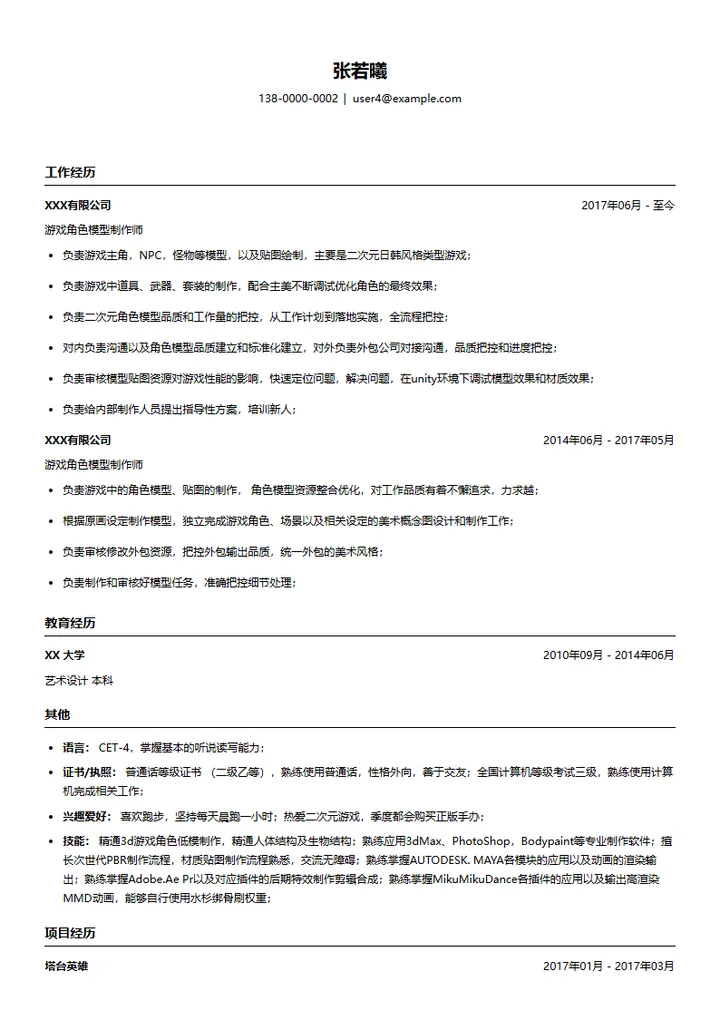 张若曦
138-0000-0002 | user4@example.com
工作经历
XXX有限公司 2017年06月 - 至今
游戏角色模型制作师
• 负责游戏主角，NPC，怪物等模型，以及贴图绘制，主要是二次元日韩风格类型游戏；
• 负责游戏中道具、武器、套装的制作，配合主美不断调试优化角色的最终效果；
• 负责二次元角色模型品质和工作量的把控，从工作计划到落地实施，全流程把控；
• 对内负责沟通以及角色模型品质建立和标准化建立，对外负责外包公司对接沟通，品质把控和进度把控；
• 负责审核模型贴图资源对游戏性能的影响，快速定位问题，解决问题，在unity环境下调试模型效果和材质效果；
• 负责给内部制作人员提出指导性方案，培训新人；
XXX有限公司 2014年06月 - 2017年05月
游戏角色模型制作师
• 负责游戏中的角色模型、贴图的制作， 角色模型资源整合优化，对工作品质有着不懈追求，力求越；
• 根据原画设定制作模型，独立完成游戏角色、场景以及相关设定的美术概念图设计和制作工作；
• 负责审核修改外包资源，把控外包输出品质，统一外包的美术风格；
• 负责制作和审核好模型任务，准确把控细节处理；
教育经历
XX 大学 2010年09月 - 2014年06月
艺术设计 本科
其他
• 语言： CET-4，掌握基本的听说读写能力；
• 证书/执照： 普通话等级证书 （二级乙等），熟练使用普通话，性格外向，善于交友；全国计算机等级考试三级，熟练使用计算
机完成相关工作；
• 兴趣爱好： 喜欢跑步，坚持每天晨跑一小时；热爱二次元游戏，季度都会购买正版手办；
• 技能： 精通3d游戏角色低模制作，精通人体结构及生物结构；熟练应用3dMax、PhotoShop，Bodypaint等专业制作软件；擅
长次世代PBR制作流程，材质贴图制作流程熟悉，交流无障碍；熟练掌握AUTODESK. MAYA各模块的应用以及动画的渲染输
出；熟练掌握Adobe.Ae Pr以及对应插件的后期特效制作剪辑合成；熟练掌握MikuMikuDance各插件的应用以及输出高渲染
MMD动画，能够自行使用水杉绑骨刷权重；
项目经历
塔台英雄 2017年01月 - 2017年03月